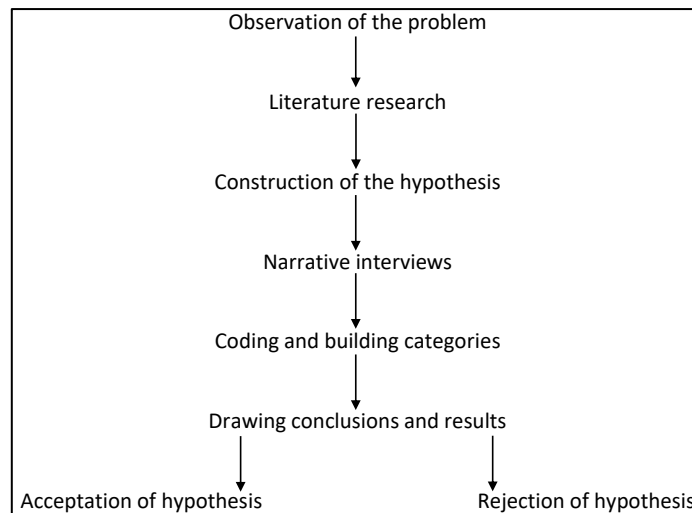 Observation of the problem
Literature research
Construction of the hypothesis
Narrative interviews
Coding and building categories
Drawing conclusions and results
Acceptation of hypothesis
Rejection of hypothesis